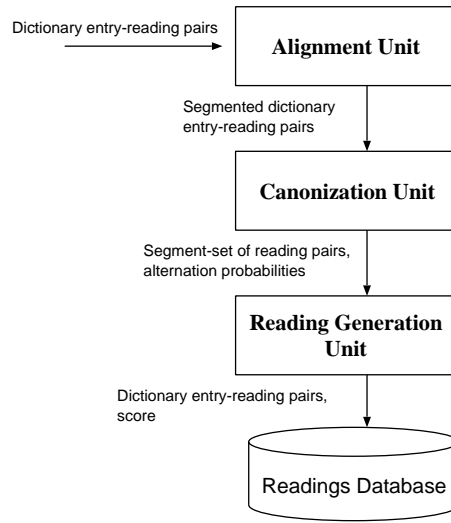 Dictionary entry-reading pairs
Alignment Unit
Segmented dictionary
entry-reading pairs
Canonization Unit
Segment-set of reading pairs,
alternation probabilities
Reading Generation
Unit
Dictionary entry-reading pairs,
score
Readings Database